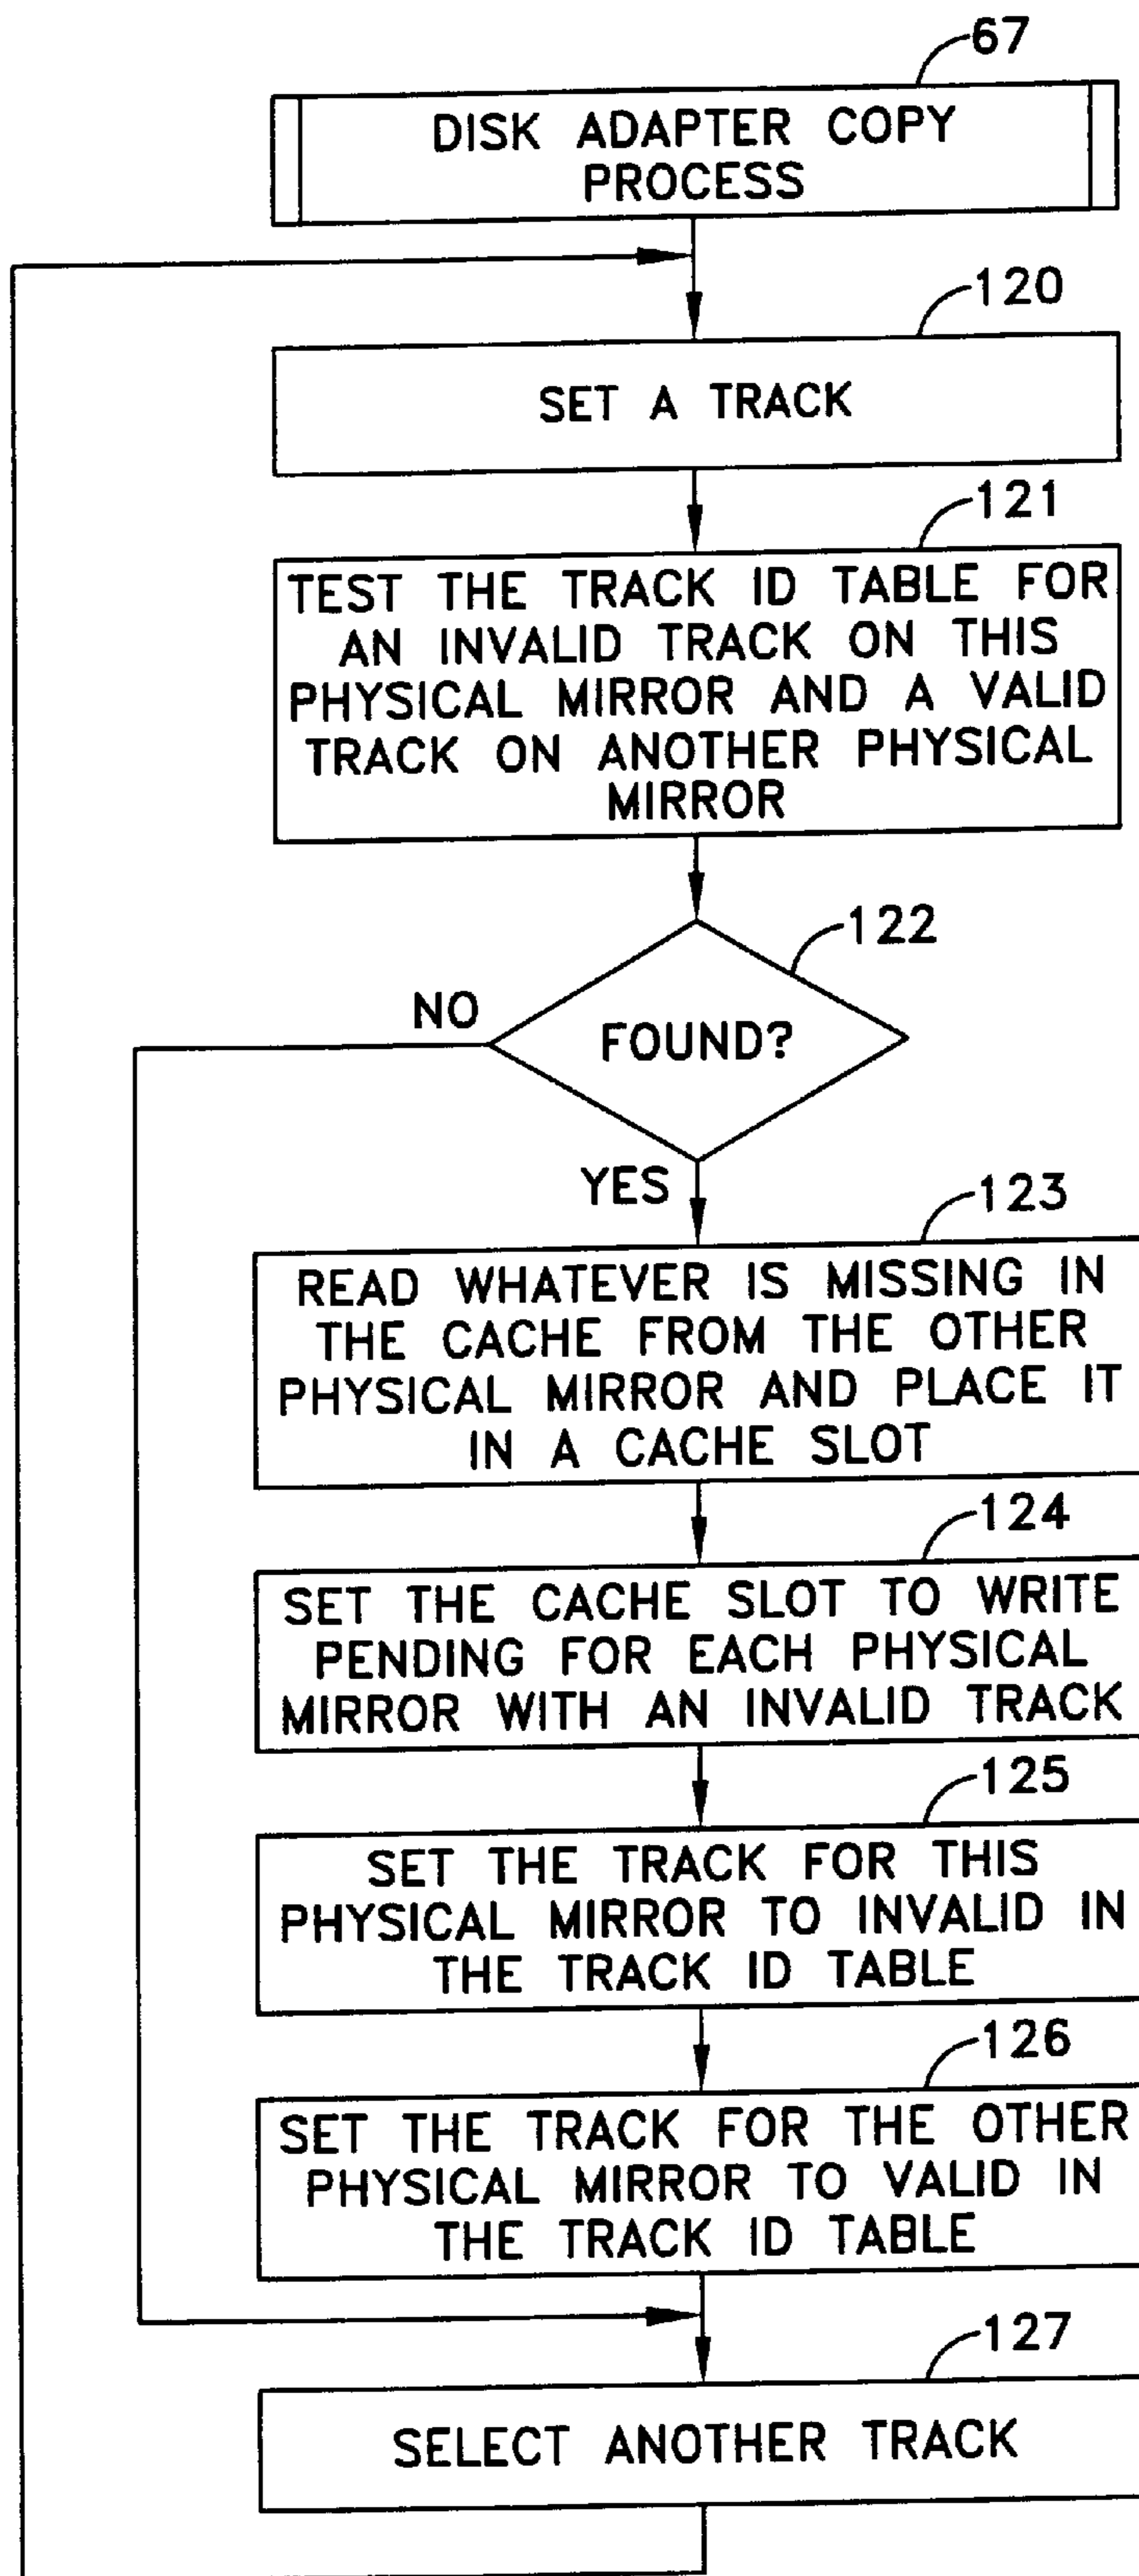 67
DISK ADAPTER COPY
PROCESS
120
SET A TRACK
121
TEST THE TRACK ID TABLE FOR
AN INVALID TRACK ON THIS
PHYSICAL MIRROR AND A VALID
TRACK ON ANOTHER PHYSICAL
MIRROR
122
NO
FOUND?
YES
123
READ WHATEVER IS MISSING IN
THE CACHE FROM THE OTHER
PHYSICAL MIRROR AND PLACE IT
IN A CACHE SLOT
124
SET THE CACHE SLOT TO WRITE
PENDING FOR EACH PHYSICAL
MIRROR WITH AN INVALID TRACK
125
SET THE TRACK FOR THIS
PHYSICAL MIRROR TO INVALID IN
THE TRACK ID TABLE
126
SET THE TRACK FOR THE OTHER
PHYSICAL MIRROR TO VALID IN
THE TRACK ID TABLE
127
SELECT ANOTHER TRACK